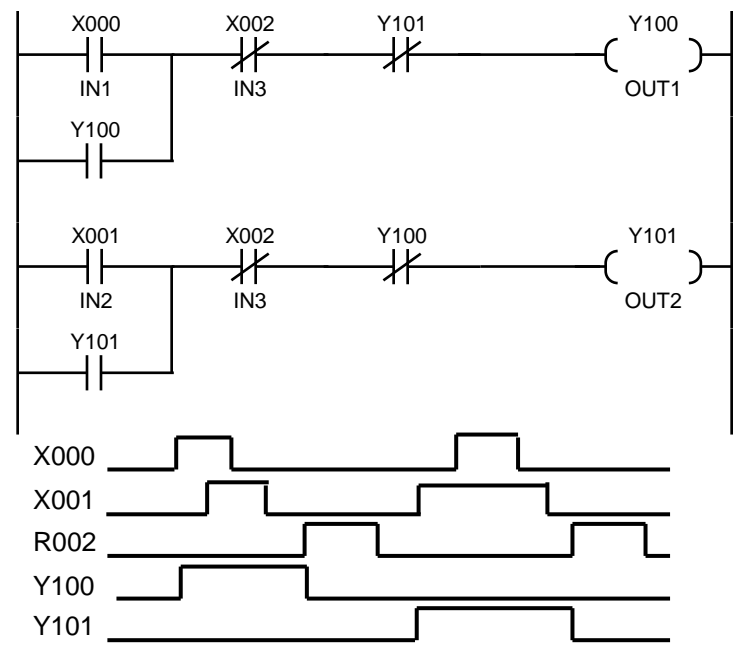 X000 X002 Y101 Y100
IN1 IN3 OUT1
Y100
X001 X002 Y100 Y101
IN2 IN3 OUT2
Y101
X000
X001
R002
Y100
Y101